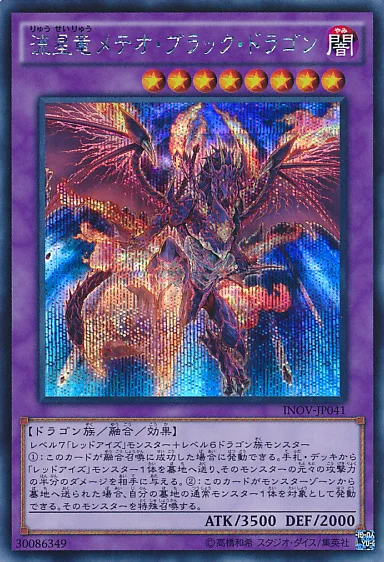 りゅう せいりゅう
流星竜メテオ・ブラック・ドラゴン
やみ
闇
INOV-JP041
【ドラゴン族/融合/効果】
レベル7「レッドアイズ」モンスター+レベル6ドラゴン族モンスター
①:このカードが融合召喚に成功した場合に発動できる。手札・デッキから
「レッドアイズ」モンスター1体を墓地へ送り、そのモンスターの元々の攻撃力
の半分のダメージを相手に与える。②:このカードがモンスターゾーンから
墓地へ送られた場合、自分の墓地の通常モンスター1体を対象として発動
できる。そのモンスターを特殊召喚する。
ATK/3500 DEF/2000
30086349
©高橋和希 スタジオ・ダイス/集英社